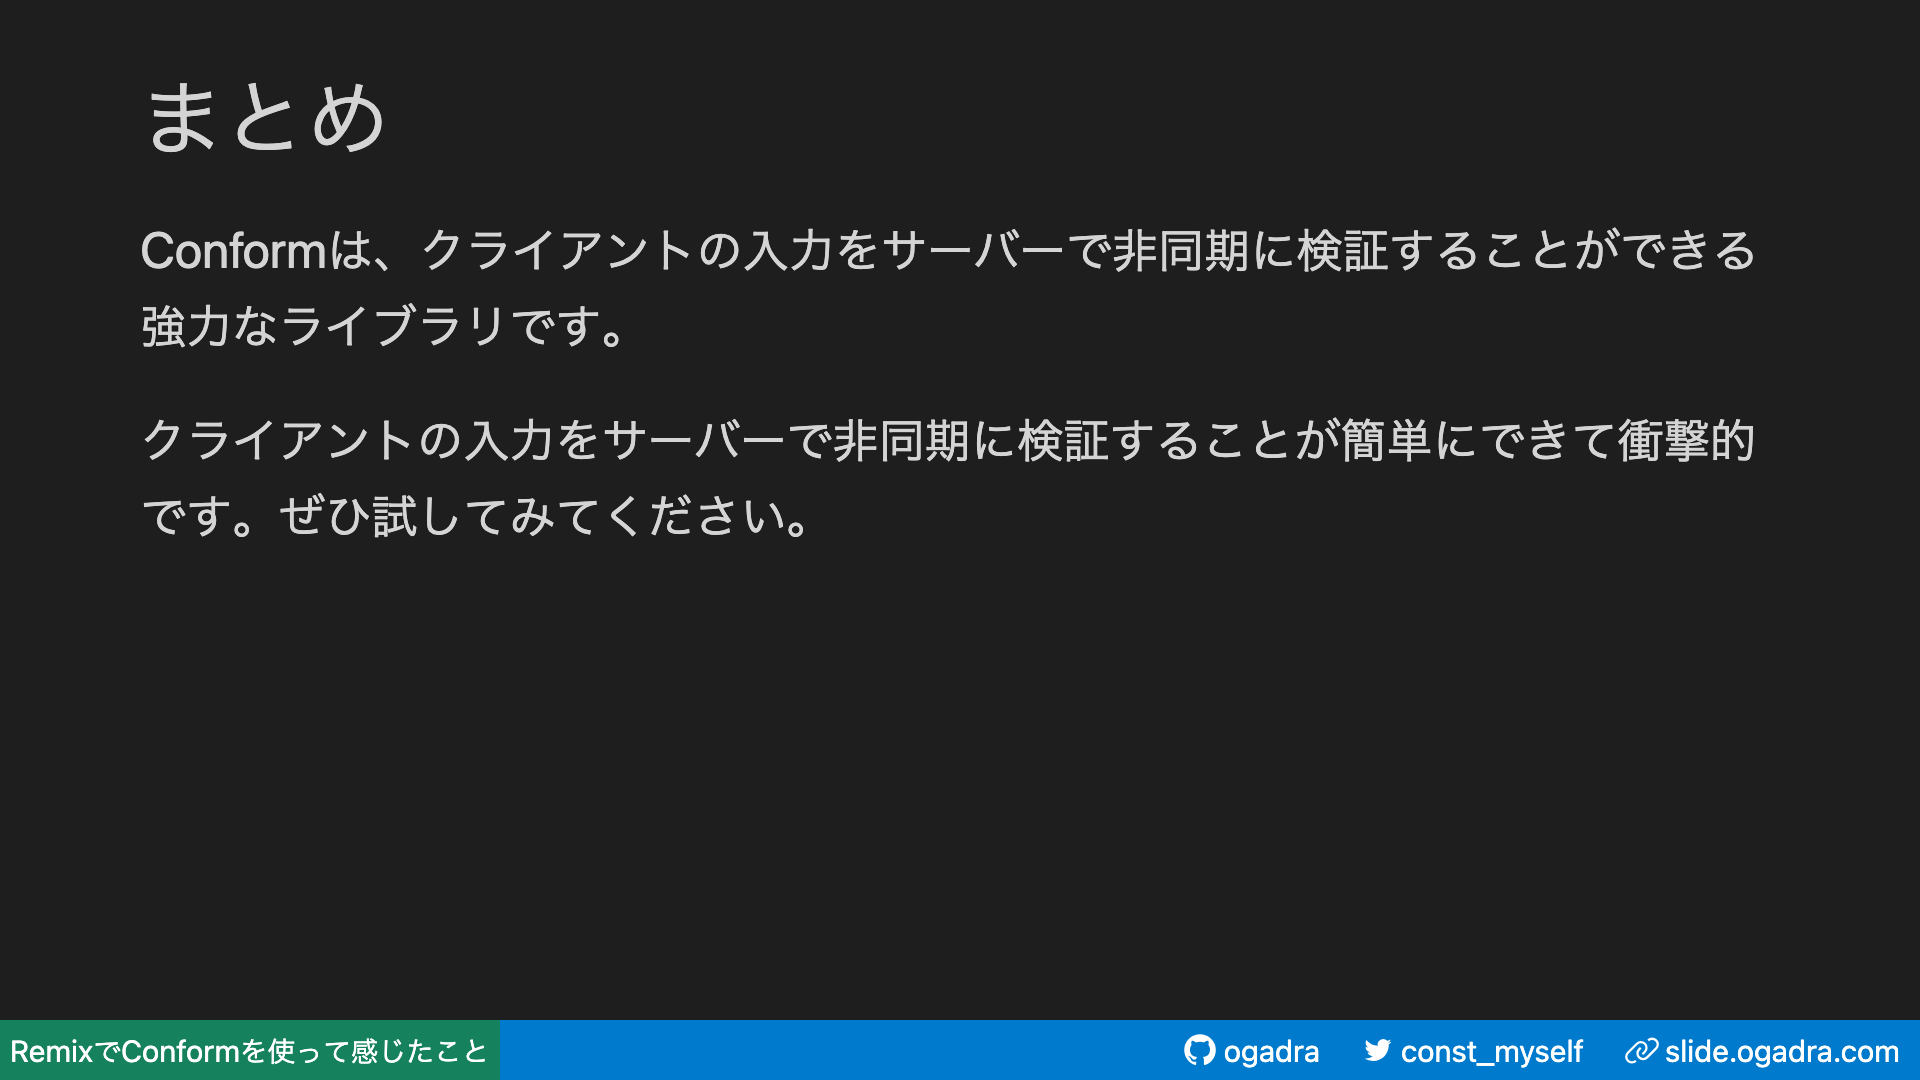 まとめ
Conformは、クライアントの入力をサーバーで非同期に検証することができる
強力なライブラリです。
クライアントの入力をサーバーで非同期に検証することが簡単にできて衝撃的
です。ぜひ試してみてください。
RemixでConformを使って感じたこと
ogadra
const_myself
slide.ogadra.com